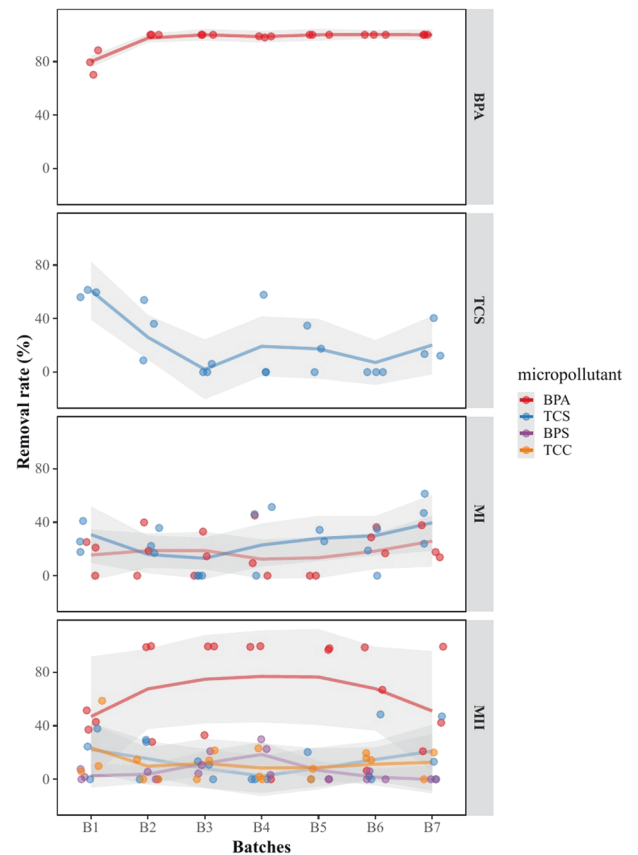 80
40
0
BPA
80
40
0
TCS
Removal rate (%)
80
40
0
MI
80
40
0
MII
B1 B2 B3 B4 B5 B6 B7
Batches
micropollutant
BPA
TCS
BPS
TCC